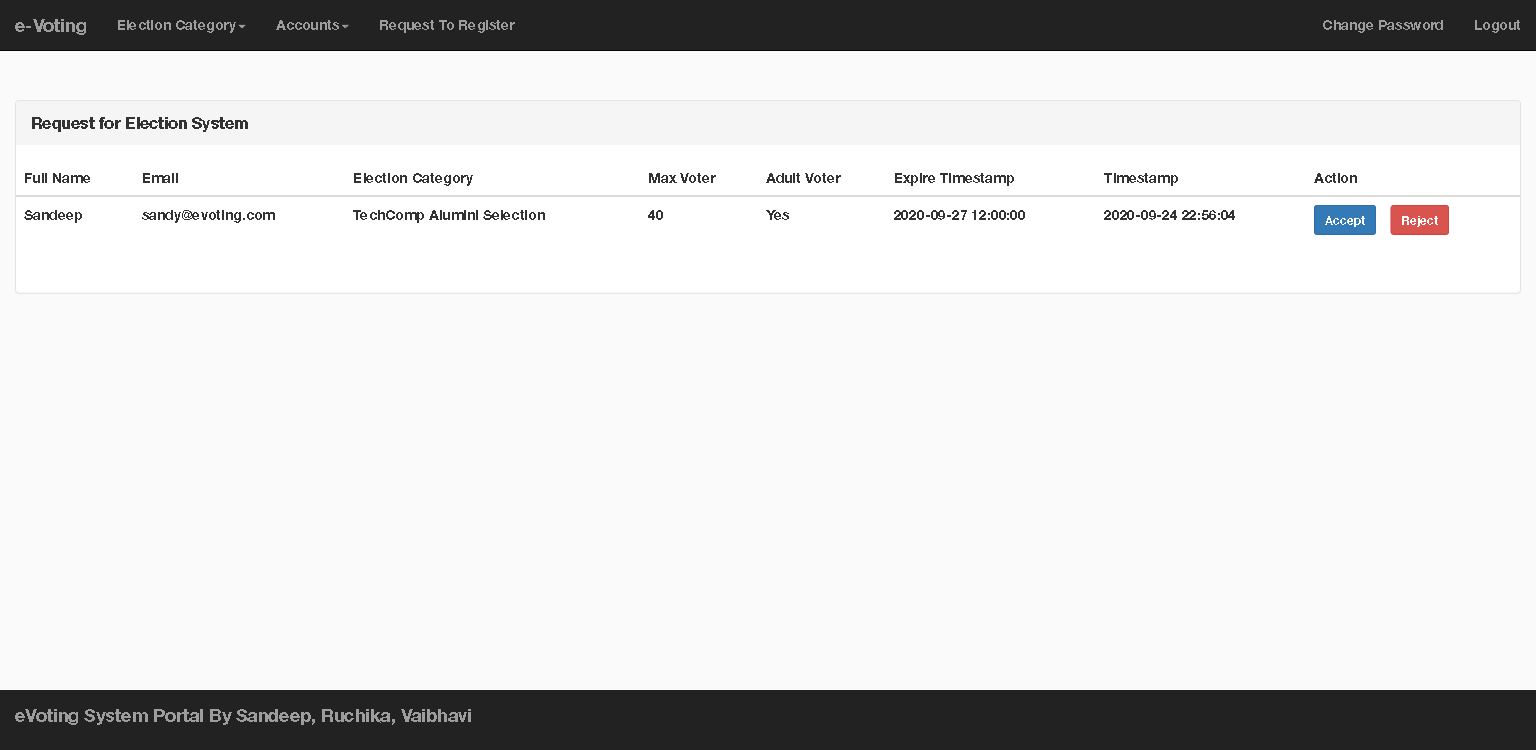 e-Voting Election Category Accounts Request To Register Change Password Logout
Request for Election System
Full Name Email Election Category Max Voter Adult Voter Expire Timestamp Timestamp Action
Sandeep sandy@evoting.com TechComp Alumini Selection 40 Yes 2020-09-27 12:00:00 2020-09-24 22:56:04 Accept Reject
eVoting System Portal By Sandeep, Ruchika, Vaibhavi